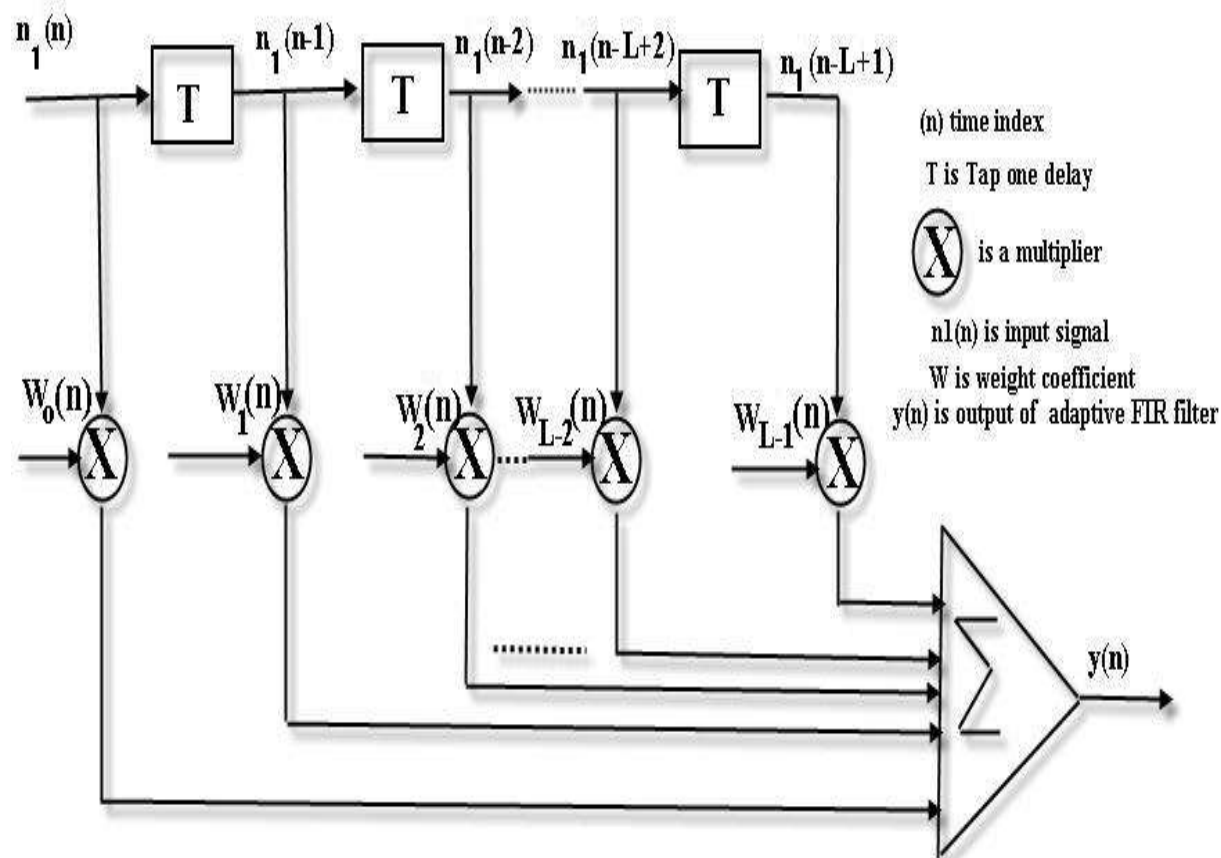 n1(n) n1(n-1) n1(n-2) n1(n-L+2) n1(n-L+1)
T T T
(n) time index
T is Tap one delay
X is a multiplier
n1(n) is input signal
W is weight coefficient
y(n) is output of adaptive FIR filter
Wo(n) W1(n) W2(n) WL-2(n) WL-1(n)
X X X X X
Σ
y(n)